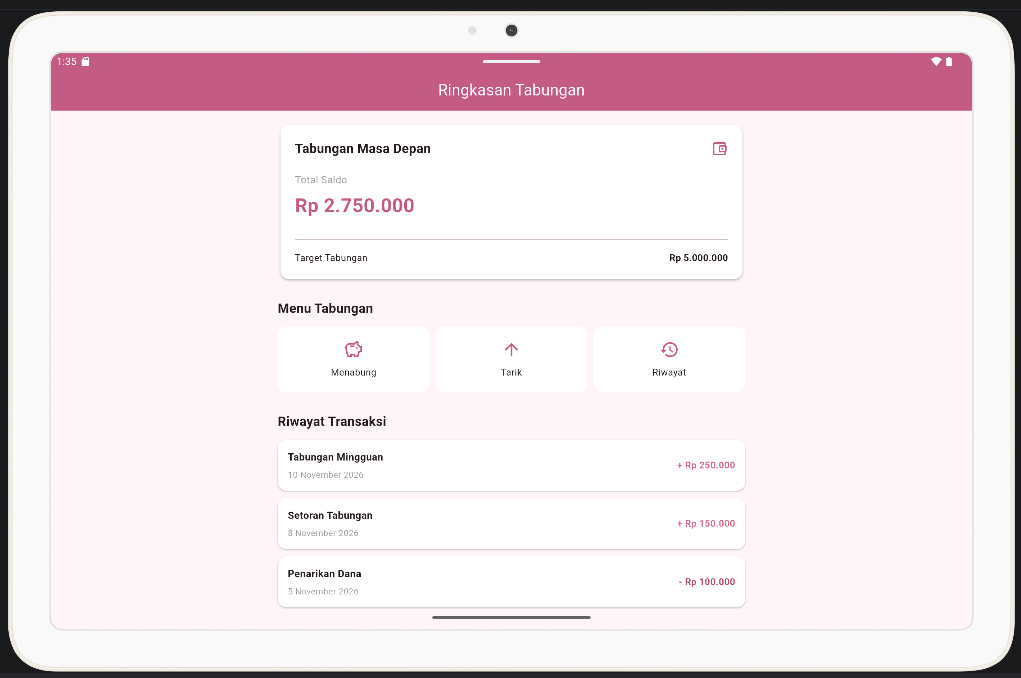 1:35
Ringkasan Tabungan
Tabungan Masa Depan
Total Saldo
Rp 2.750.000
Target Tabungan Rp 5.000.000
Menu Tabungan
Menabung Tarik Riwayat
Riwayat Transaksi
Tabungan Mingguan
+ Rp 250.000
10 November 2026
Setoran Tabungan
+ Rp 150.000
8 November 2026
Penarikan Dana
- Rp 100.000
5 November 2026